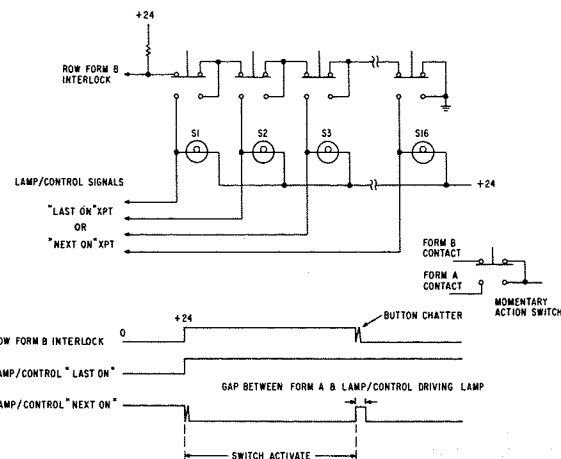 +24
ROW FORM B
INTERLOCK
S1
S2
S3
S16
LAMP/CONTROL SIGNALS
+24
"LAST ON" XPT
OR
"NEXT ON" XPT
FORM B
CONTACT
FORM A
CONTACT
MOMENTARY
ACTION SWITCH
+24
BUTTON CHATTER
ROW FORM B INTERLOCK
0
AMP/CONTROL "LAST ON"
GAP BETWEEN FORM A & LAMP/CONTROL DRIVING LAMP
AMP/CONTROL "NEXT ON"
SWITCH ACTIVATE